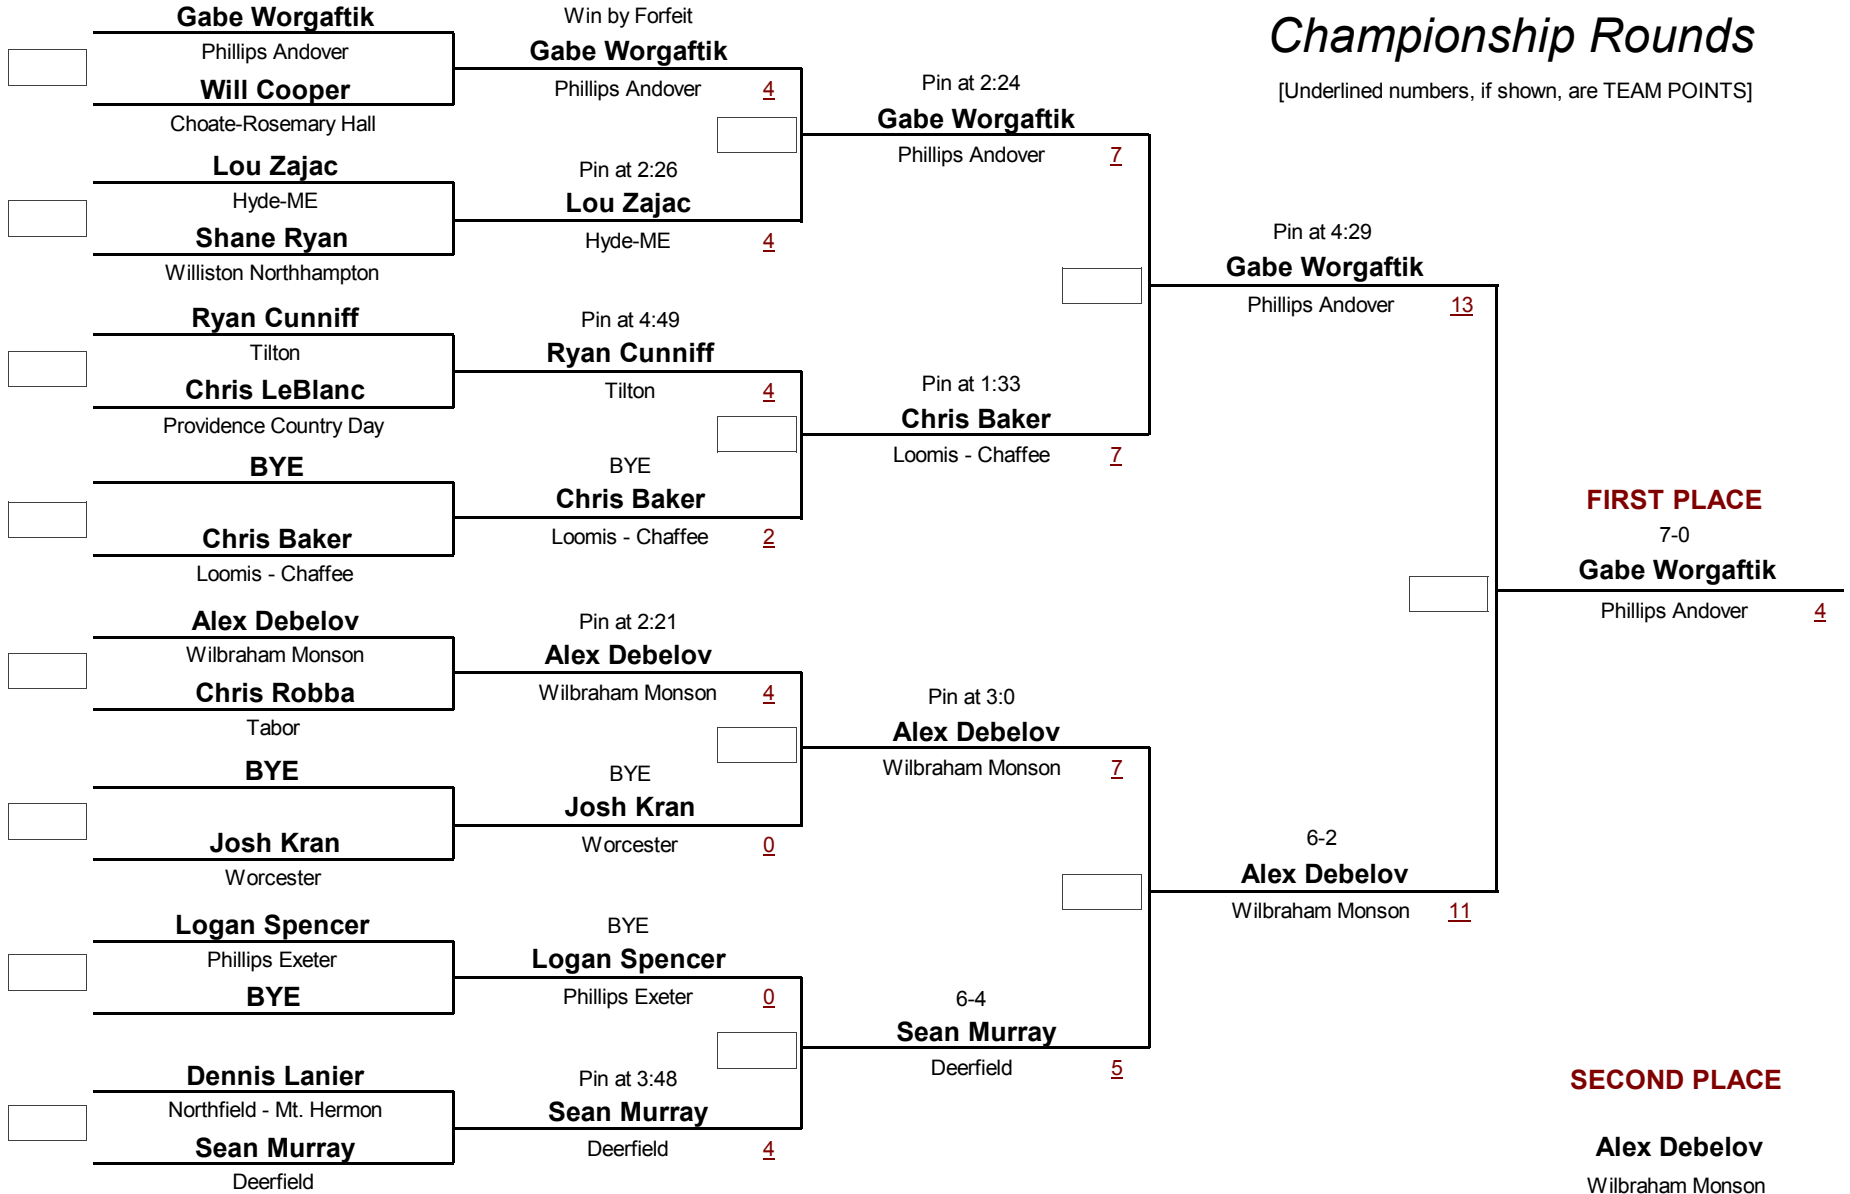 Championship Rounds
[Underlined numbers, if shown, are TEAM POINTS]
Gabe Worgaftik
Phillips Andover
Will Cooper
Choate-Rosemary Hall
Lou Zajac
Hyde-ME
Shane Ryan
Williston Northhampton
Ryan Cunniff
Tilton
Chris LeBlanc
Providence Country Day
BYE
Chris Baker
Loomis - Chaffee
Alex Debelov
Wilbraham Monson
Chris Robba
Tabor
BYE
Josh Kran
Worcester
Logan Spencer
Phillips Exeter
BYE
Dennis Lanier
Northfield - Mt. Hermon
Sean Murray
Deerfield
Win by Forfeit
Gabe Worgaftik
Phillips Andover 4
Pin at 2:26
Lou Zajac
Hyde-ME 4
Pin at 4:49
Ryan Cunniff
Tilton 4
BYE
Chris Baker
Loomis - Chaffee 2
Pin at 2:21
Alex Debelov
Wilbraham Monson 4
BYE
Josh Kran
Worcester 0
BYE
Logan Spencer
Phillips Exeter 0
Pin at 3:48
Sean Murray
Deerfield 4
Pin at 2:24
Gabe Worgaftik
Phillips Andover 7
Pin at 1:33
Chris Baker
Loomis - Chaffee 7
Pin at 3:0
Alex Debelov
Wilbraham Monson 7
6-4
Sean Murray
Deerfield 5
Pin at 4:29
Gabe Worgaftik
Phillips Andover 13
6-2
Alex Debelov
Wilbraham Monson 11
FIRST PLACE
7-0
Gabe Worgaftik
Phillips Andover 4
SECOND PLACE
Alex Debelov
Wilbraham Monson